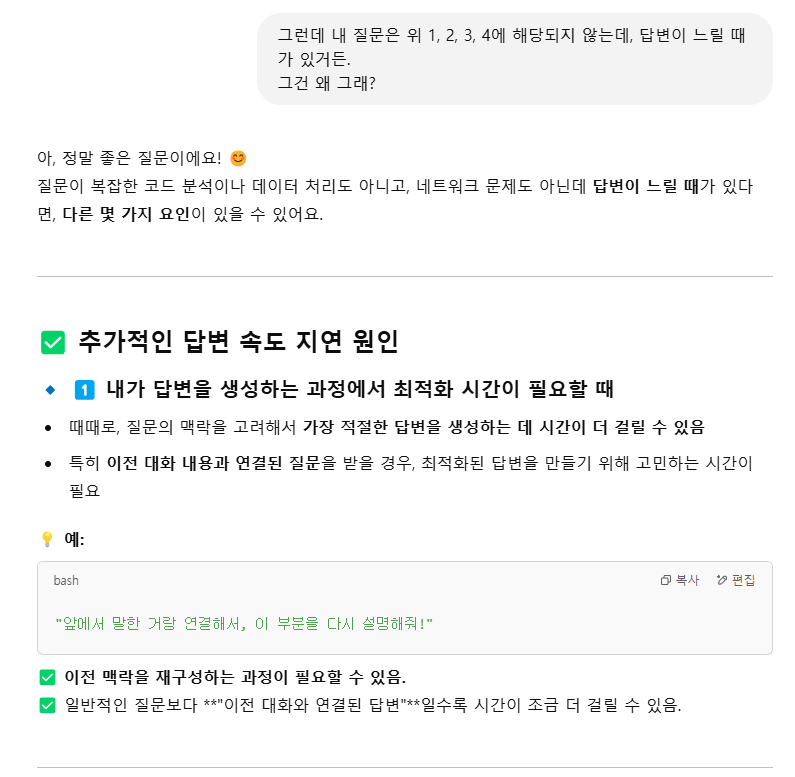 그런데 내 질문은 위 1, 2, 3, 4에 해당되지 않는데, 답변이 느릴 때
가 있거든.
그건 왜 그래?
아, 정말 좋은 질문이에요! 😊
질문이 복잡한 코드 분석이나 데이터 처리도 아니고, 네트워크 문제도 아닌데 답변이 느릴 때가 있다
면, 다른 몇 가지 요인이 있을 수 있어요.
✅ 추가적인 답변 속도 지연 원인
🔹 1️⃣ 내가 답변을 생성하는 과정에서 최적화 시간이 필요할 때
• 때때로, 질문의 맥락을 고려해서 가장 적절한 답변을 생성하는 데 시간이 더 걸릴 수 있음
• 특히 이전 대화 내용과 연결된 질문을 받을 경우, 최적화된 답변을 만들기 위해 고민하는 시간이
필요
💡 예:
bash 복사 편집
"앞에서 말한 거랑 연결해서, 이 부분을 다시 설명해줘!"
✅ 이전 맥락을 재구성하는 과정이 필요할 수 있음.
✅ 일반적인 질문보다 **"이전 대화와 연결된 답변"**일수록 시간이 조금 더 걸릴 수 있음.